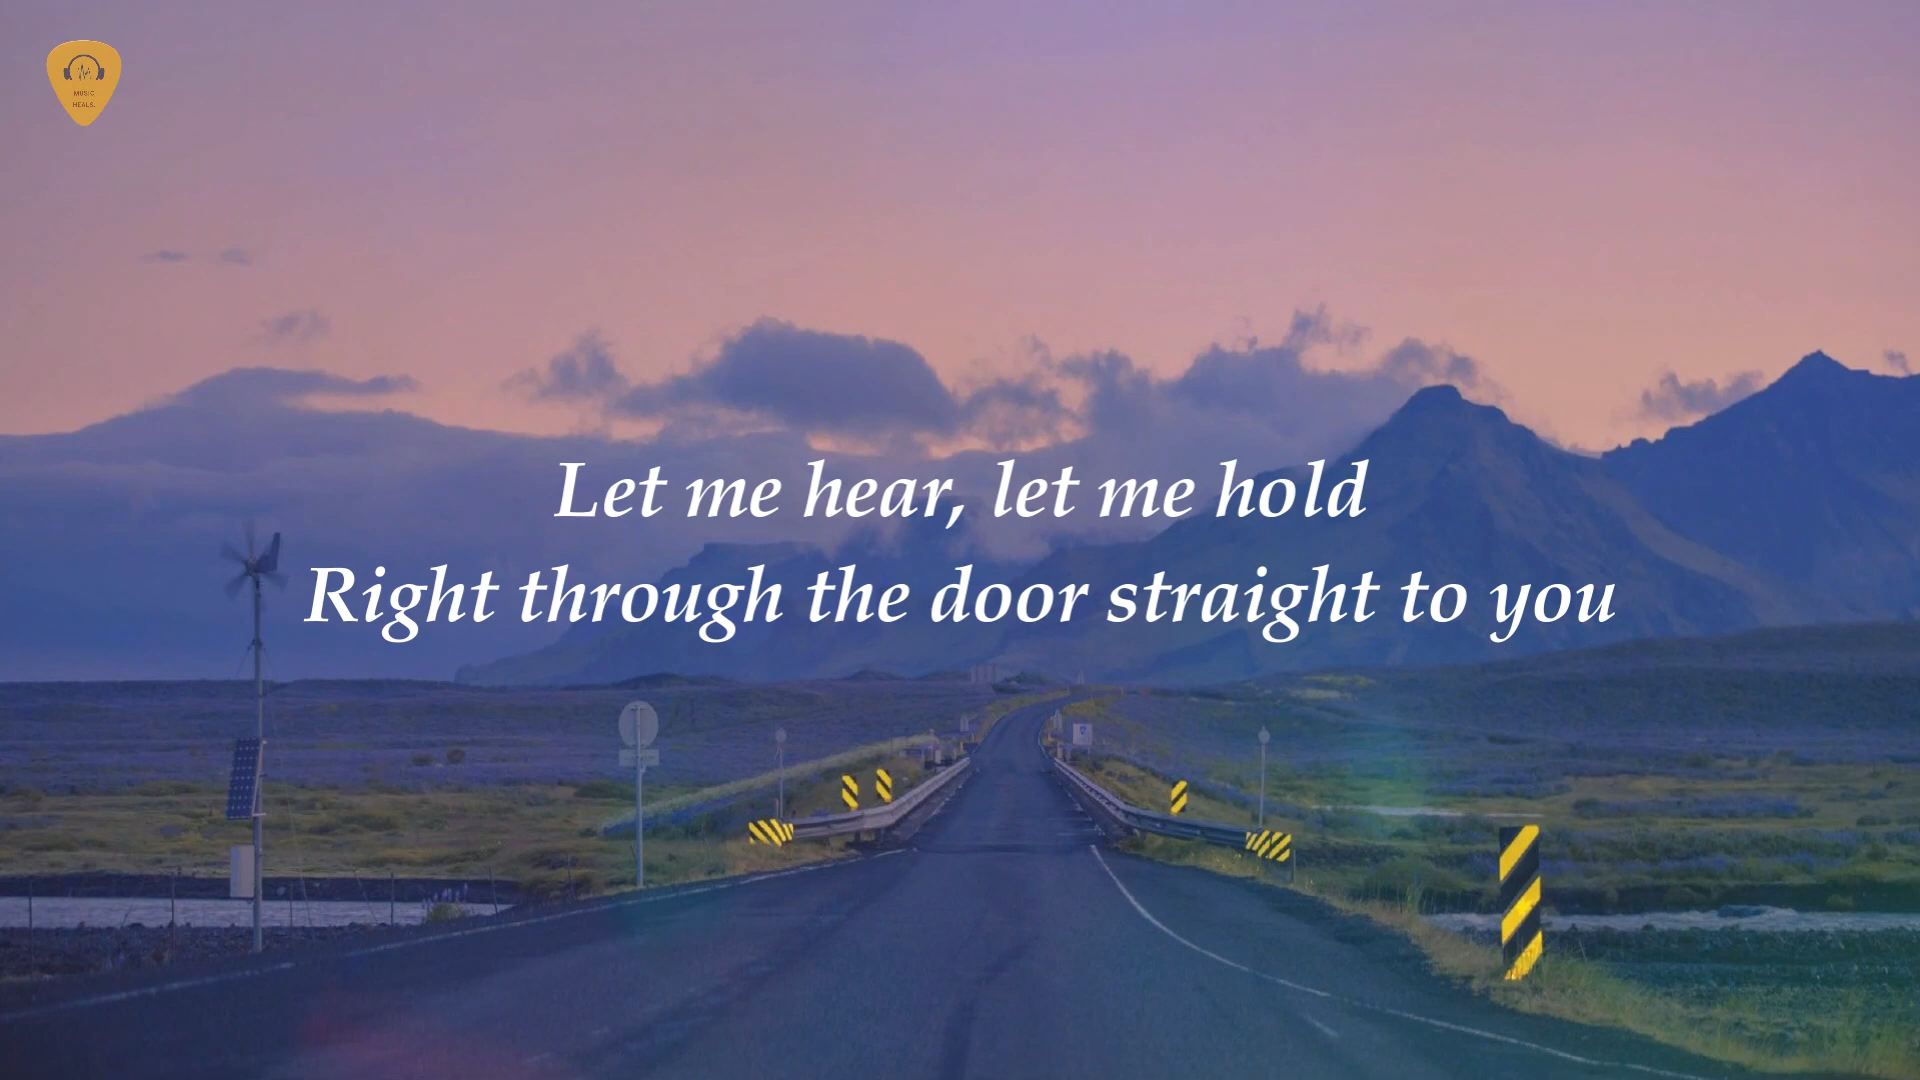 MUSIC
HEALS.
Let me hear, let me hold
Right through the door straight to you